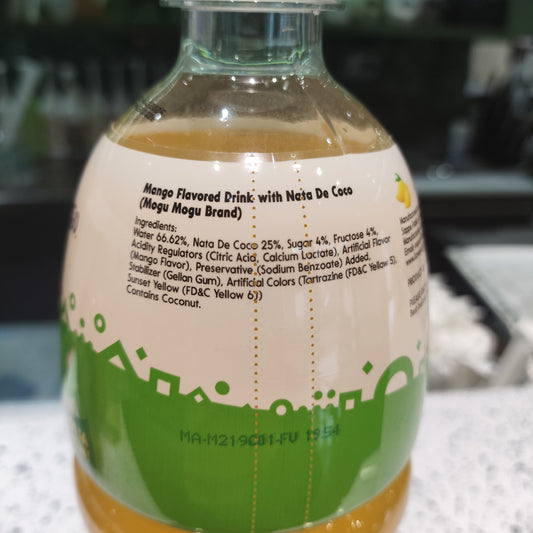 Mango Flavored Drink with Nata De Coco
(Mogu Mogu Brand)
Ingredients:
Water 66.62%, Nata De Coco 25%, Sugar 4%, Fructose 4%,
Acidity Regulators (Citric Acid, Calcium Lactate), Artificial Flavor
(Mango Flavor), Preservative (Sodium Benzoate) Added,
Stabilizer (Gellan Gum), Artificial Colors (Tartrazine (FD&C Yellow 5),
Sunset Yellow (FD&C Yellow 6))
Contains Coconut.
MA-M219C01-FU 1954